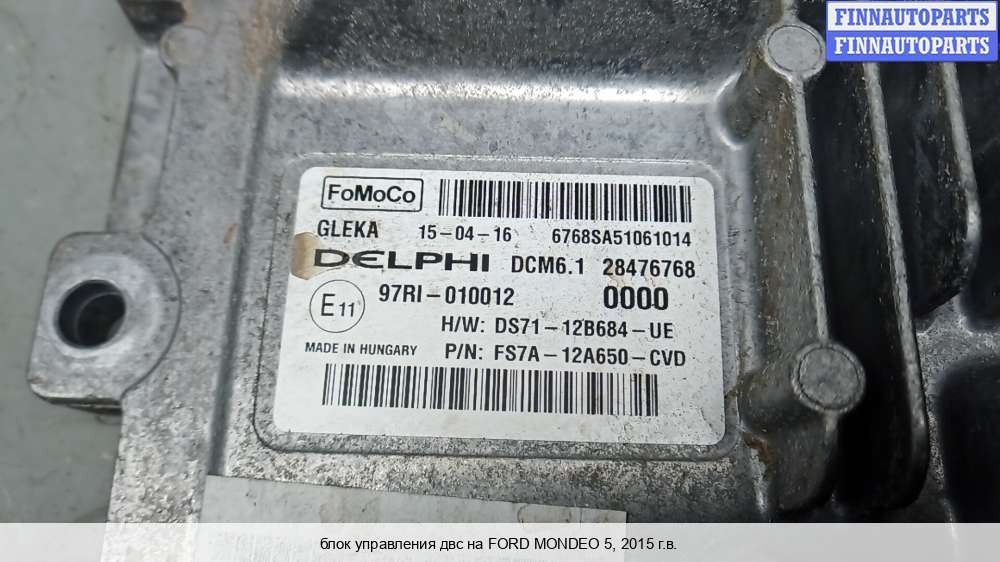 FINNAUTOPARTS
FINNAUTOPARTS
FoMoCo
GLEKA 15-04-16 6768SA51061014
DELPHI DCM6.1 28476768
E11 97RI-010012 0000
H/W: DS71-12B684-UE
MADE IN HUNGARY P/N: FS7A-12A650-CVD
блок управления двс на FORD MONDEO 5, 2015 г.в.